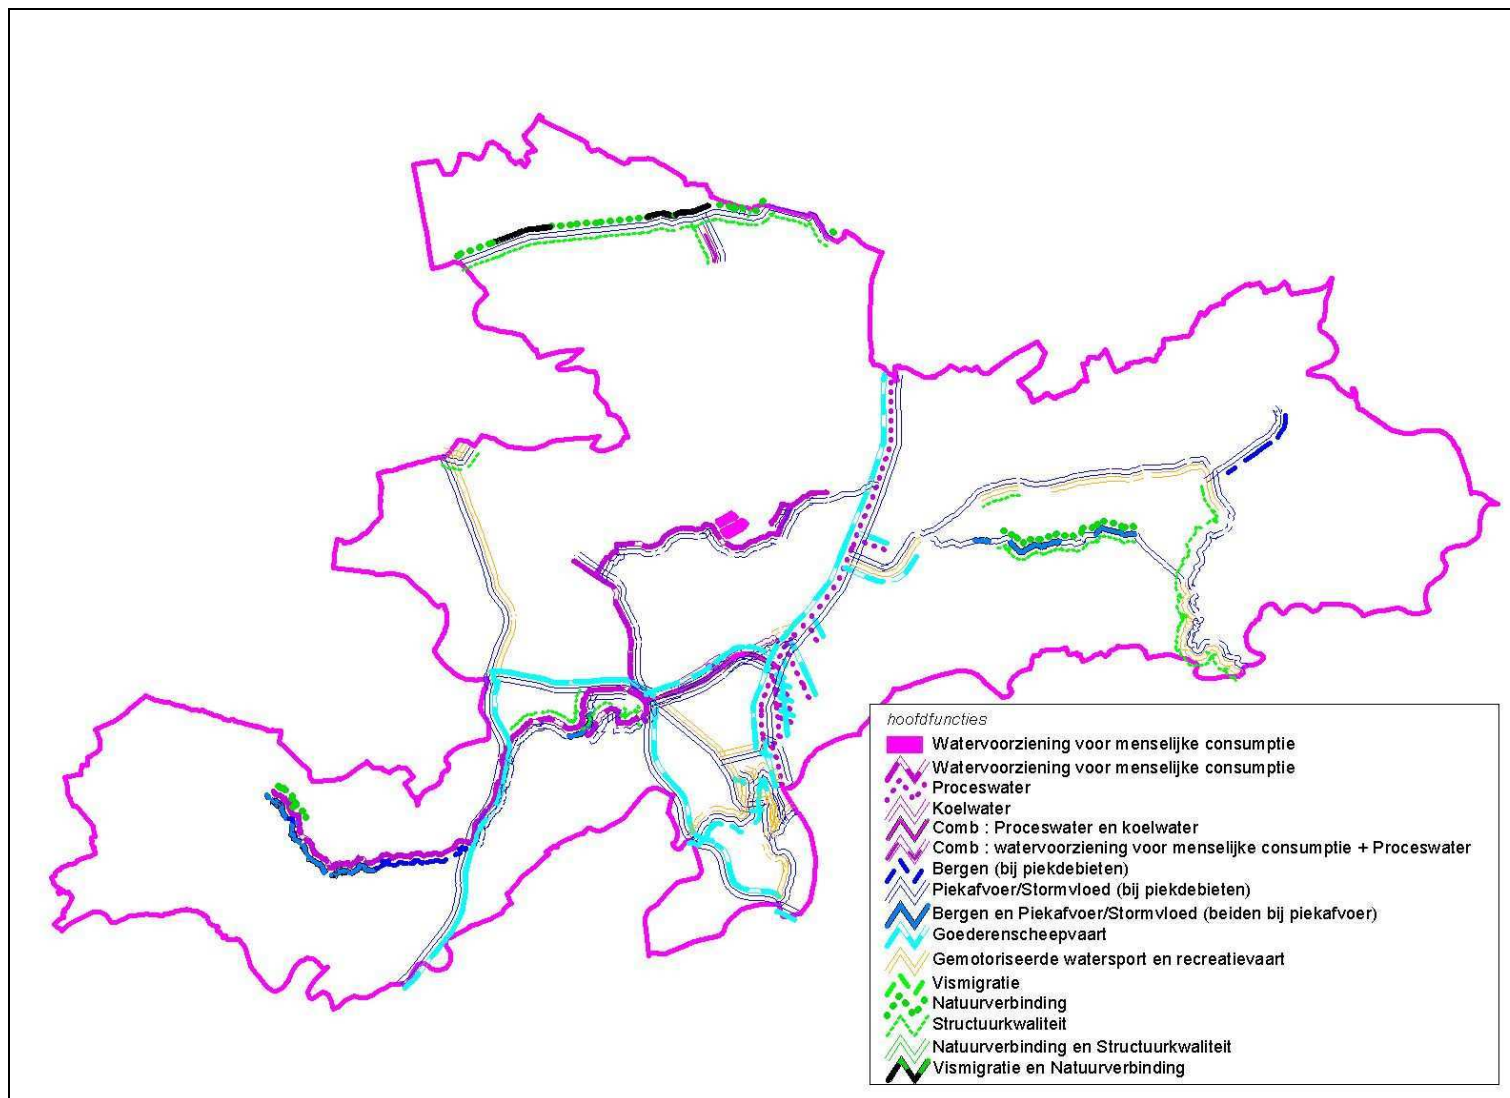 hoofdfuncties
Watervoorziening voor menselijke consumptie
Watervoorziening voor menselijke consumptie
Proceswater
Koelwater
Comb : Proceswater en koelwater
Comb : watervoorziening voor menselijke consumptie + Proceswater
Bergen (bij piekdebieten)
Piekafvoer/Stormvloed (bij piekdebieten)
Bergen en Piekafvoer/Stormvloed (beiden bij piekafvoer)
Goederenscheepvaart
Gemotoriseerde watersport en recreatievaart
Vismigratie
Natuurverbinding
Structuurkwaliteit
Natuurverbinding en Structuurkwaliteit
Vismigratie en Natuurverbinding